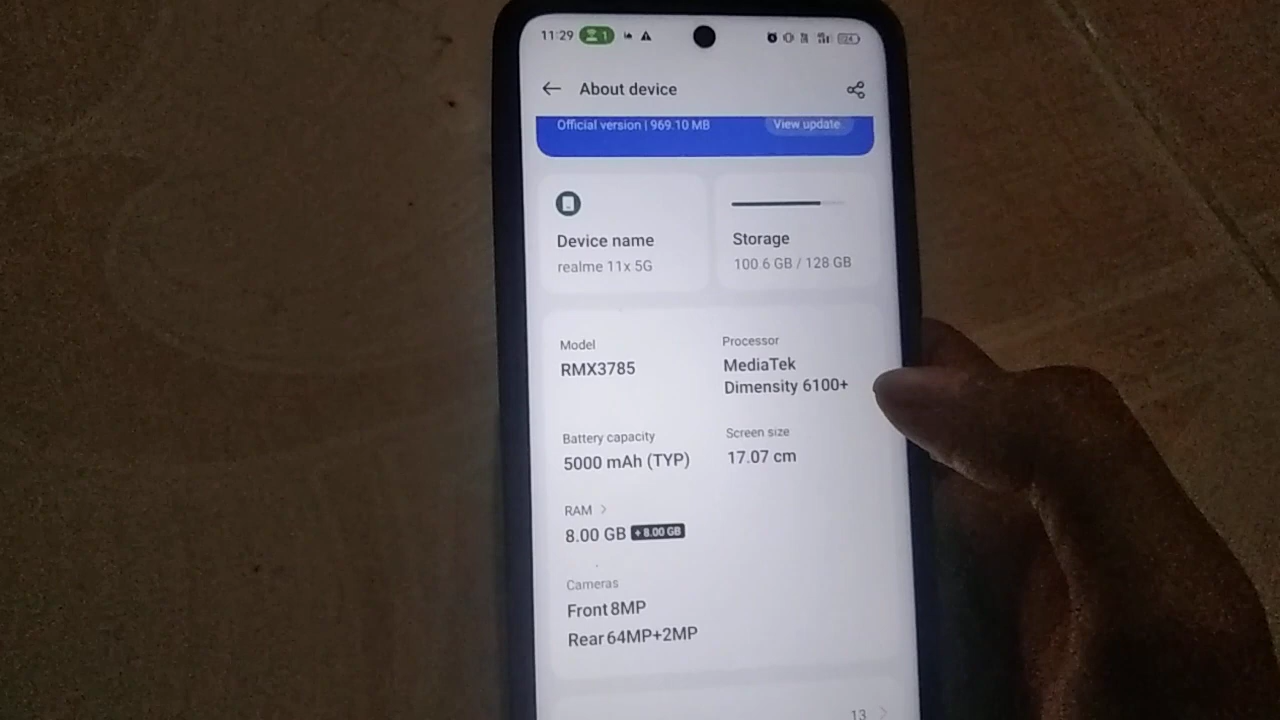 11:29 1
About device
Official version | 969.10 MB View update
Device name
realme 11x 5G
Storage
100.6 GB / 128 GB
Model
RMX3785
Processor
MediaTek
Dimensity 6100+
Battery capacity
5000 mAh (TYP)
Screen size
17.07 cm
RAM >
8.00 GB + 8.00 GB
Cameras
Front 8MP
Rear 64MP+2MP
13 >